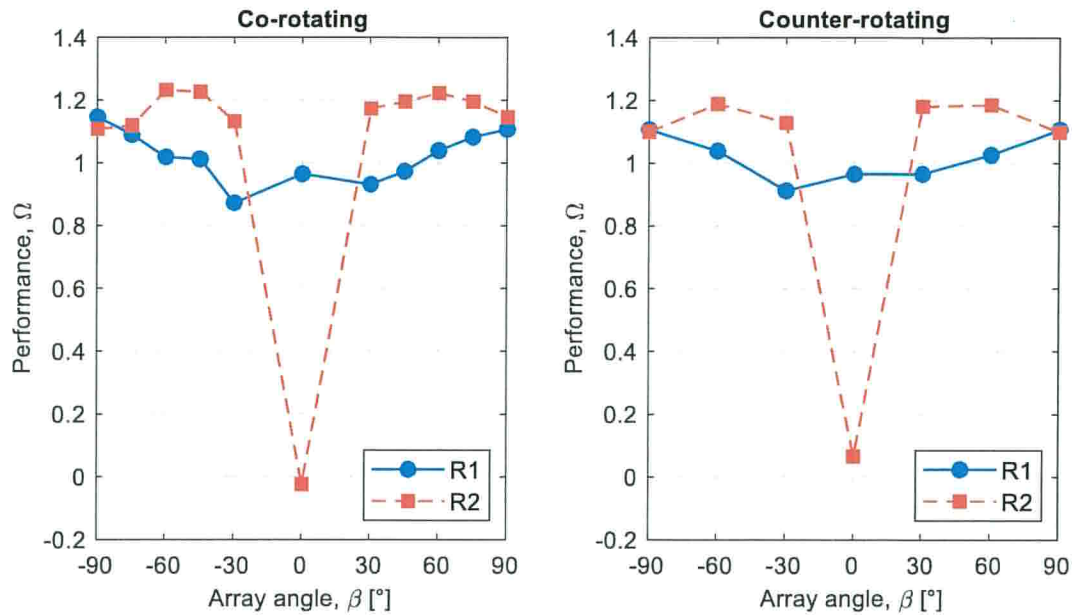 Co-rotating
1.4
1.2
1
0.8
0.6
0.4
0.2
0
-0.2
Performance, Ω
-90 -60 -30 0 30 60 90
Array angle, β [°]
R1
R2
Counter-rotating
1.4
1.2
1
0.8
0.6
0.4
0.2
0
-0.2
Performance, Ω
-90 -60 -30 0 30 60 90
Array angle, β [°]
R1
R2